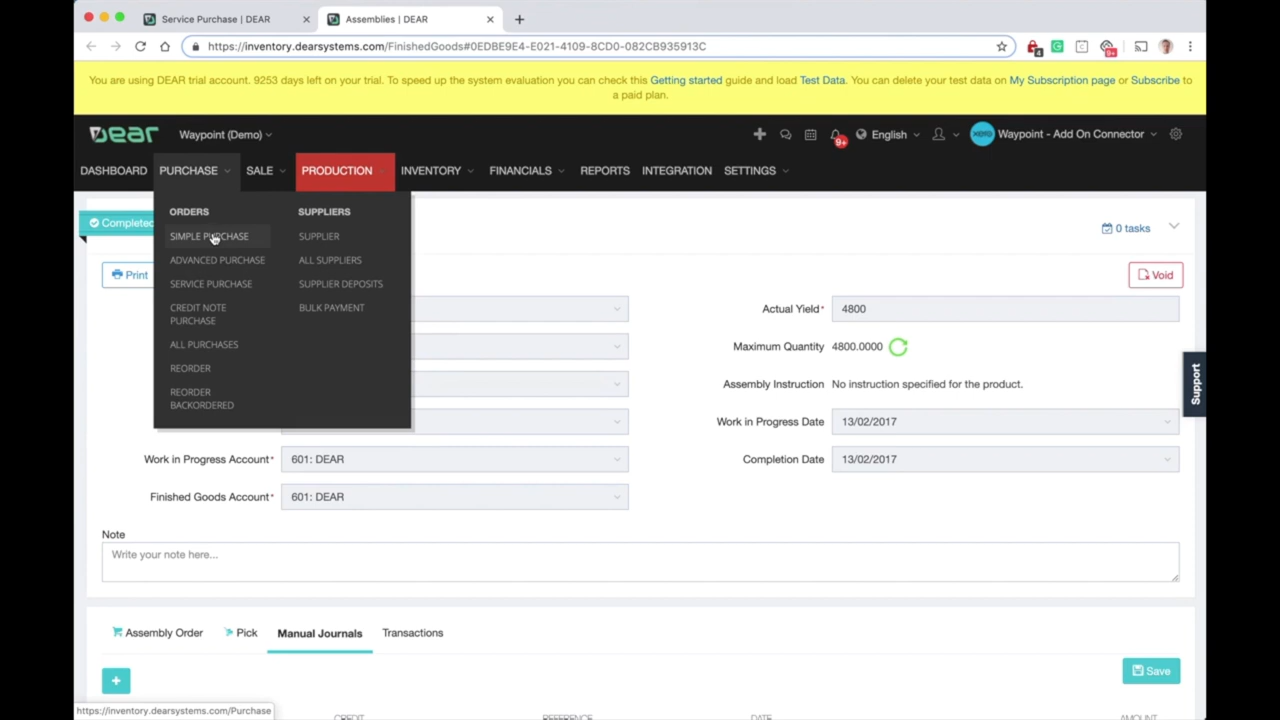 Service Purchase | DEAR
Assemblies | DEAR
https://inventory.dearsystems.com/FinishedGoods#0EDBE9E4-E021-4109-8CD0-082CB935913C
You are using DEAR trial account. 9253 days left on your trial. To speed up the system evaluation you can check this Getting started guide and load Test Data. You can delete your test data on My Subscription page or Subscribe to
a paid plan.
Dear Waypoint (Demo) 9+ English Waypoint - Add On Connector
DASHBOARD PURCHASE SALE PRODUCTION INVENTORY FINANCIALS REPORTS INTEGRATION SETTINGS
ORDERS
SIMPLE PURCHASE
ADVANCED PURCHASE
SERVICE PURCHASE
CREDIT NOTE
PURCHASE
ALL PURCHASES
REORDER
REORDER
BACKORDERED
SUPPLIERS
SUPPLIER
ALL SUPPLIERS
SUPPLIER DEPOSITS
BULK PAYMENT
Completed
0 tasks
Print
Void
Actual Yield* 4800
Maximum Quantity 4800.0000
Assembly Instruction No instruction specified for the product.
Work in Progress Date 13/02/2017
Work in Progress Account* 601: DEAR
Completion Date 13/02/2017
Finished Goods Account* 601: DEAR
Support
Note
Write your note here...
Assembly Order Pick Manual Journals Transactions
Save
https://inventory.dearsystems.com/Purchase
CREDIT REFERENCE DATE AMOUNT